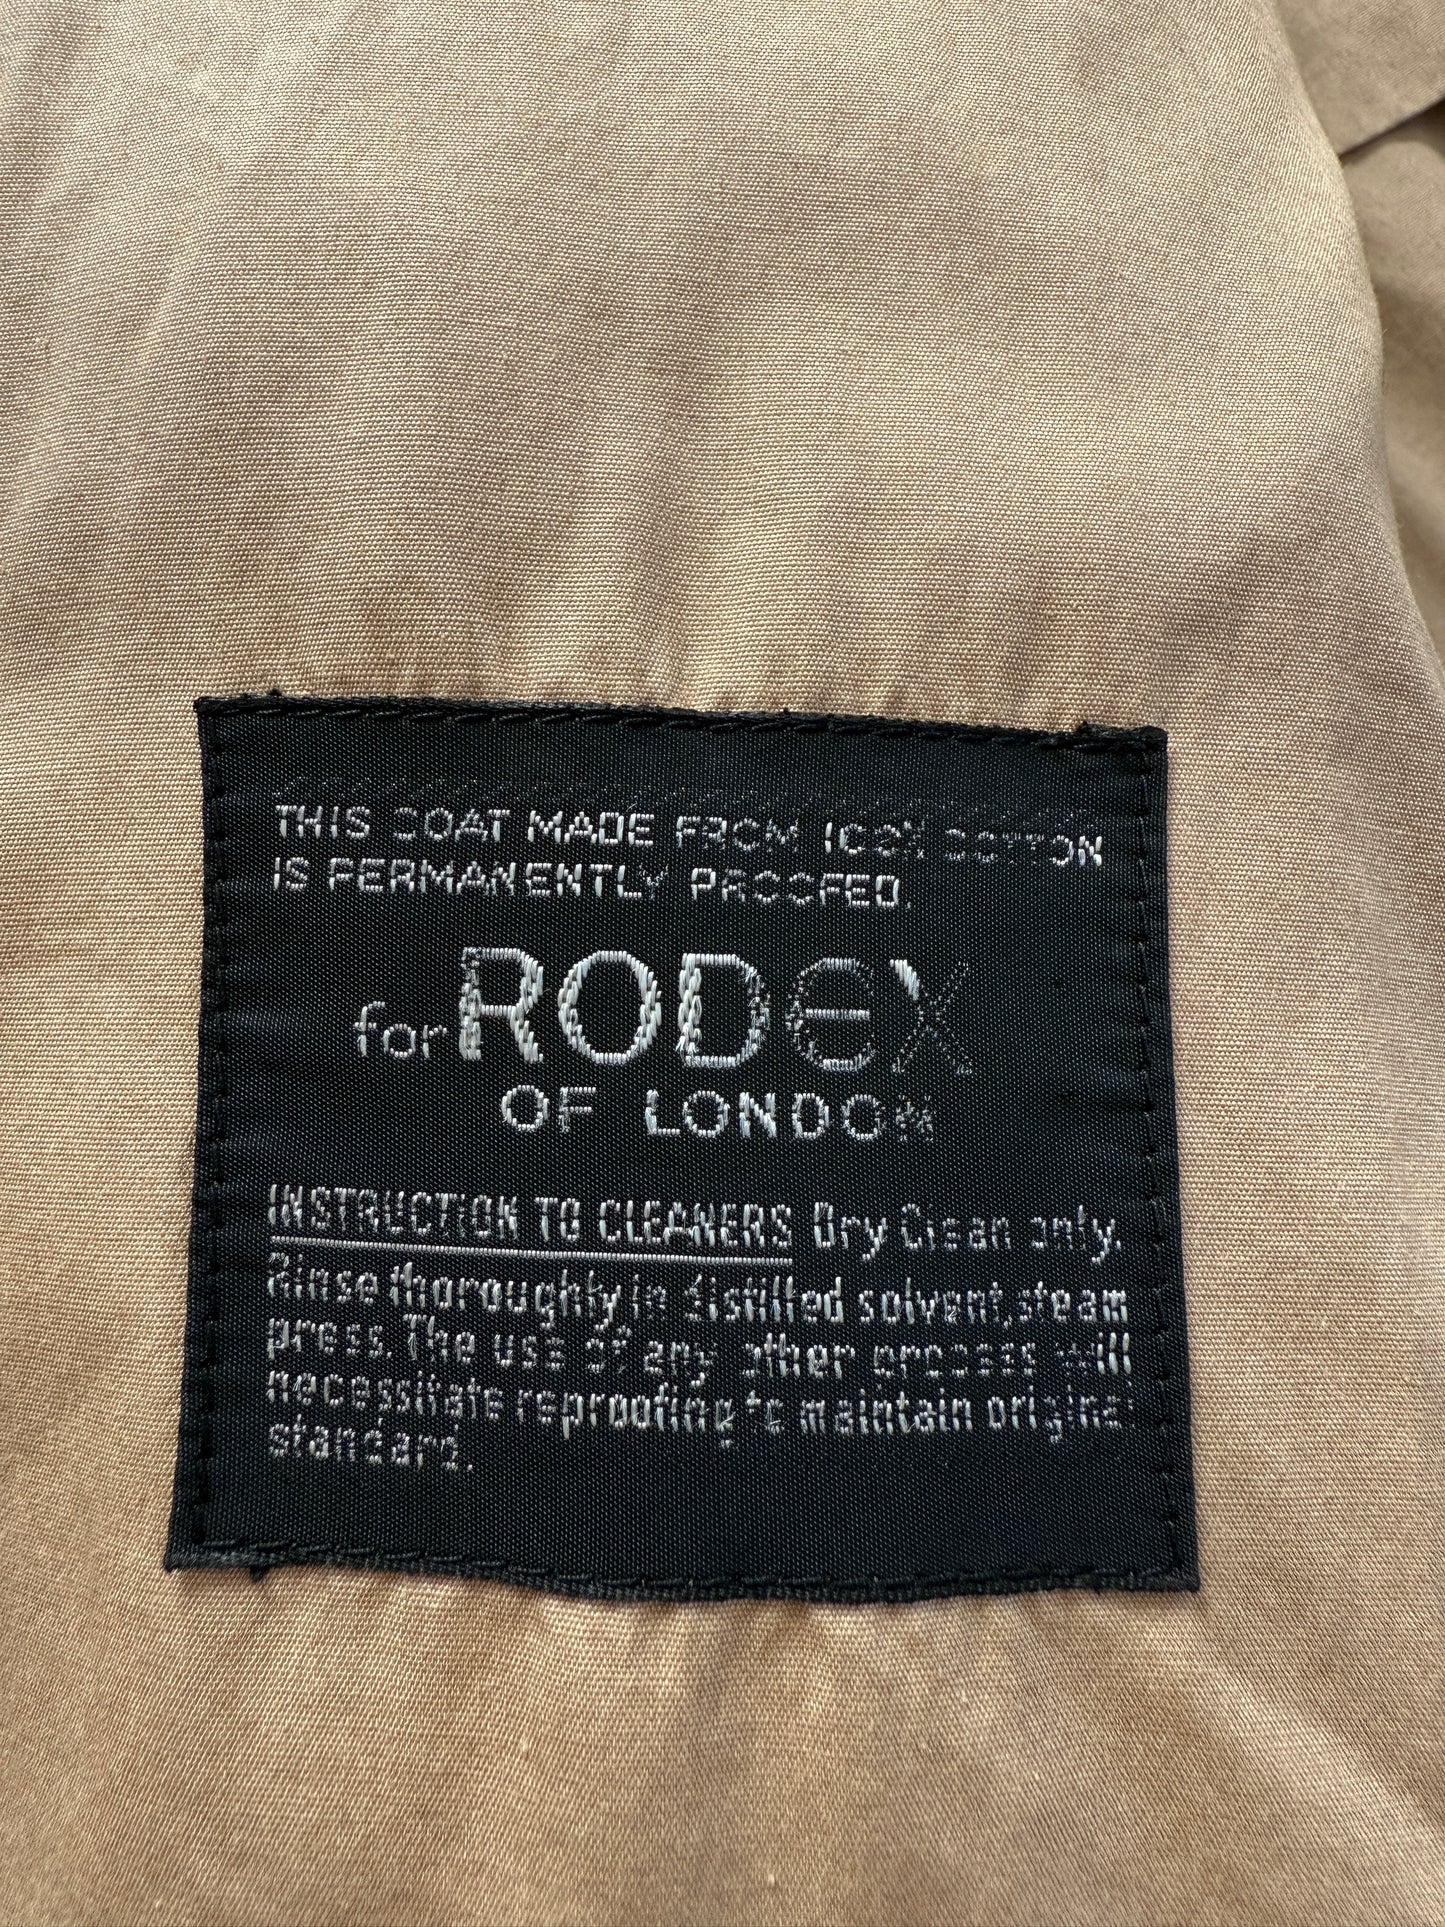 THIS COAT MADE FROM 100% COTTON
IS PERMANENTLY PROOFED.
for RODEX
OF LONDON
INSTRUCTION TO CLEANERS Dry Clean only.
Rinse thoroughly in distilled solvent, steam
press. The use of any other process will
necessitate reproofing to maintain original
standard.